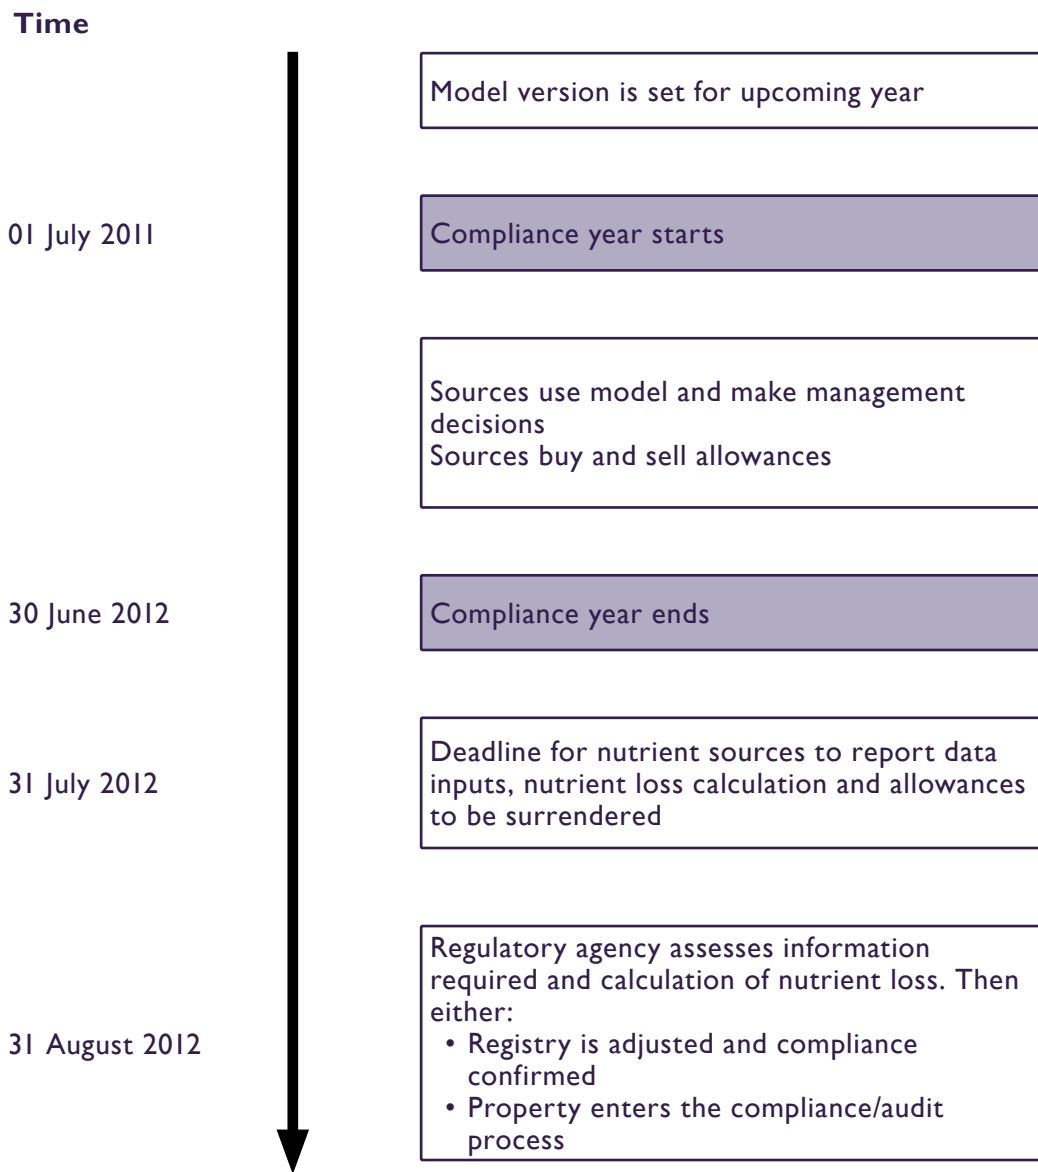 Time
Model version is set for upcoming year
01 July 2011
Compliance year starts
Sources use model and make management
decisions
Sources buy and sell allowances
30 June 2012
Compliance year ends
31 July 2012
Deadline for nutrient sources to report data
inputs, nutrient loss calculation and allowances
to be surrendered
31 August 2012
Regulatory agency assesses information
required and calculation of nutrient loss. Then
either:
• Registry is adjusted and compliance
confirmed
• Property enters the compliance/audit
process